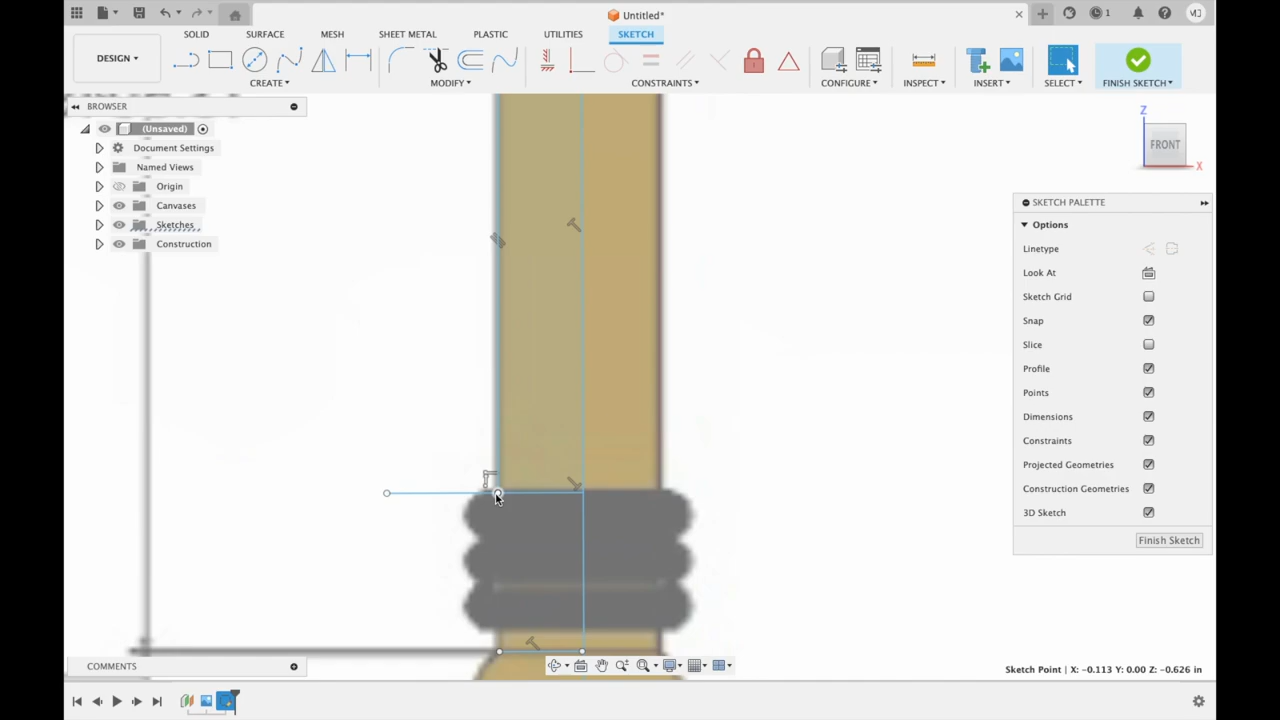 Untitled*
1
MJ
SOLID SURFACE MESH SHEET METAL PLASTIC UTILITIES SKETCH
DESIGN
CREATE MODIFY CONSTRAINTS CONFIGURE INSPECT INSERT SELECT FINISH SKETCH
BROWSER
(Unsaved)
Document Settings
Named Views
Origin
Canvases
Sketches
Construction
Z
FRONT
X
SKETCH PALETTE
Options
Linetype
Look At
Sketch Grid
Snap
Slice
Profile
Points
Dimensions
Constraints
Projected Geometries
Construction Geometries
3D Sketch
Finish Sketch
COMMENTS
Sketch Point | X: -0.113 Y: 0.00 Z: -0.626 in